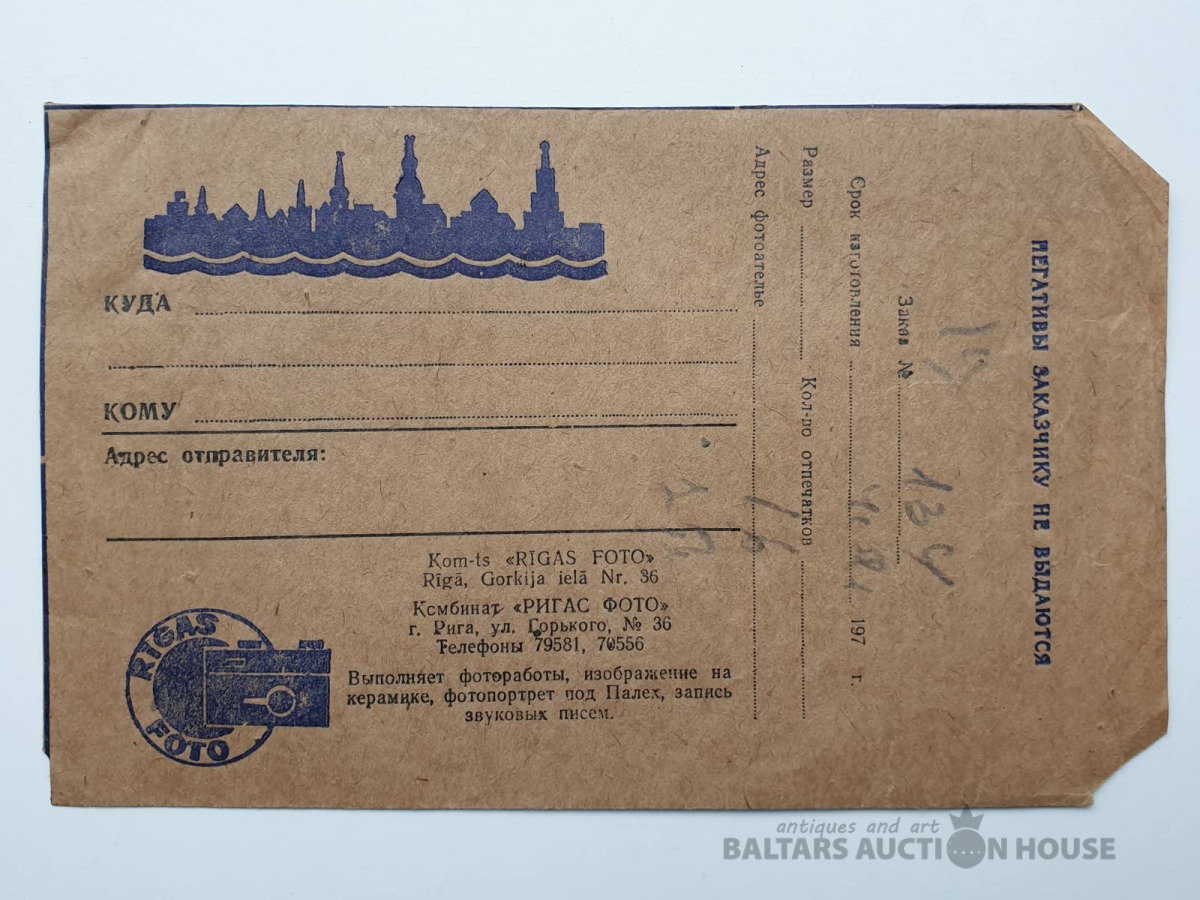 КУДА
КОМУ
Адрес отправителя:
Kom-ts «RIGAS FOTO»
Rīgā, Gorkija ielā Nr. 36
Комбинат «РИГАС ФОТО»
г. Рига, ул. Горького, № 36
Телефоны 79581, 70556
Выполняет фотоработы, изображение на
керамике, фотопортрет под Палех, запись
звуковых писем.
RIGAS
FOTO
НЕГАТИВЫ ЗАКАЗЧИКУ НЕ ВЫДАЮТСЯ
Заказ №
Срок изготовления 197 г.
Размер Кол-во отпечатков
Адрес фотоателье
antiques and art
BALTARS AUCTION HOUSE